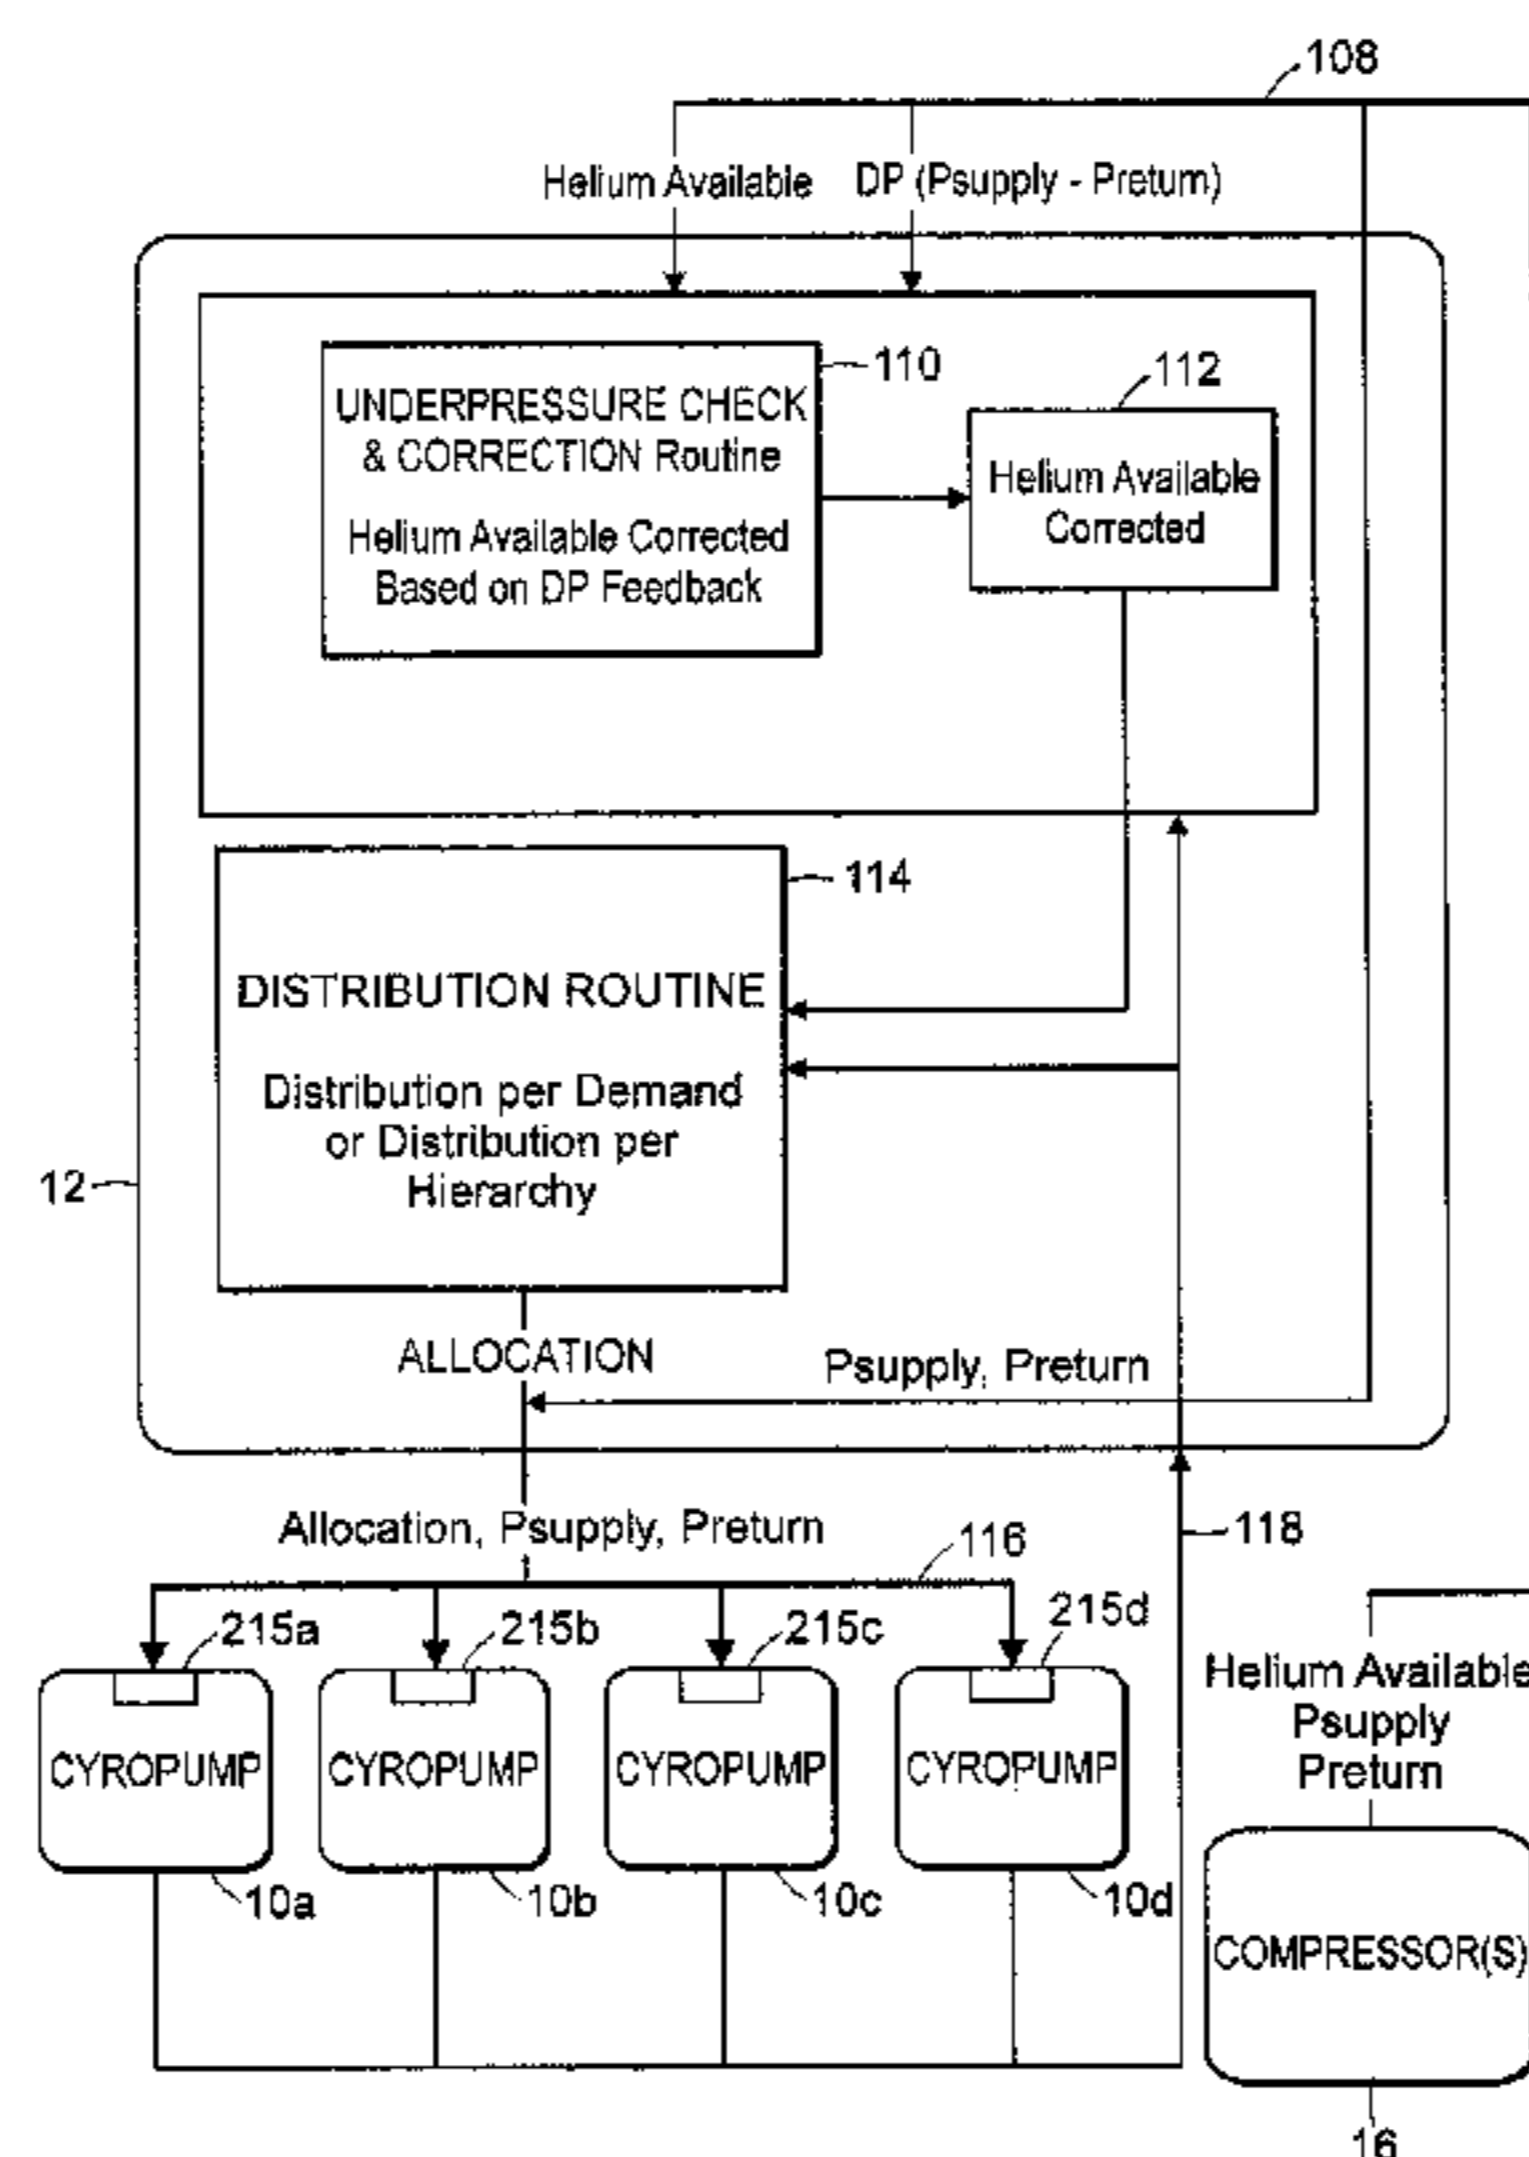 108
Helium Available
DP (Psupply - Preturn)
110
112
UNDERPRESSURE CHECK
& CORRECTION Routine
Helium Available Corrected
Based on DP Feedback
Helium Available
Corrected
114
DISTRIBUTION ROUTINE
Distribution per Demand
or Distribution per
Hierarchy
12
ALLOCATION
Psupply, Preturn
Allocation, Psupply, Preturn
116
118
215a
215b
215c
215d
CYROPUMP
CYROPUMP
CYROPUMP
CYROPUMP
10a
10b
10c
10d
Helium Available
Psupply
Preturn
COMPRESSOR(S)
16